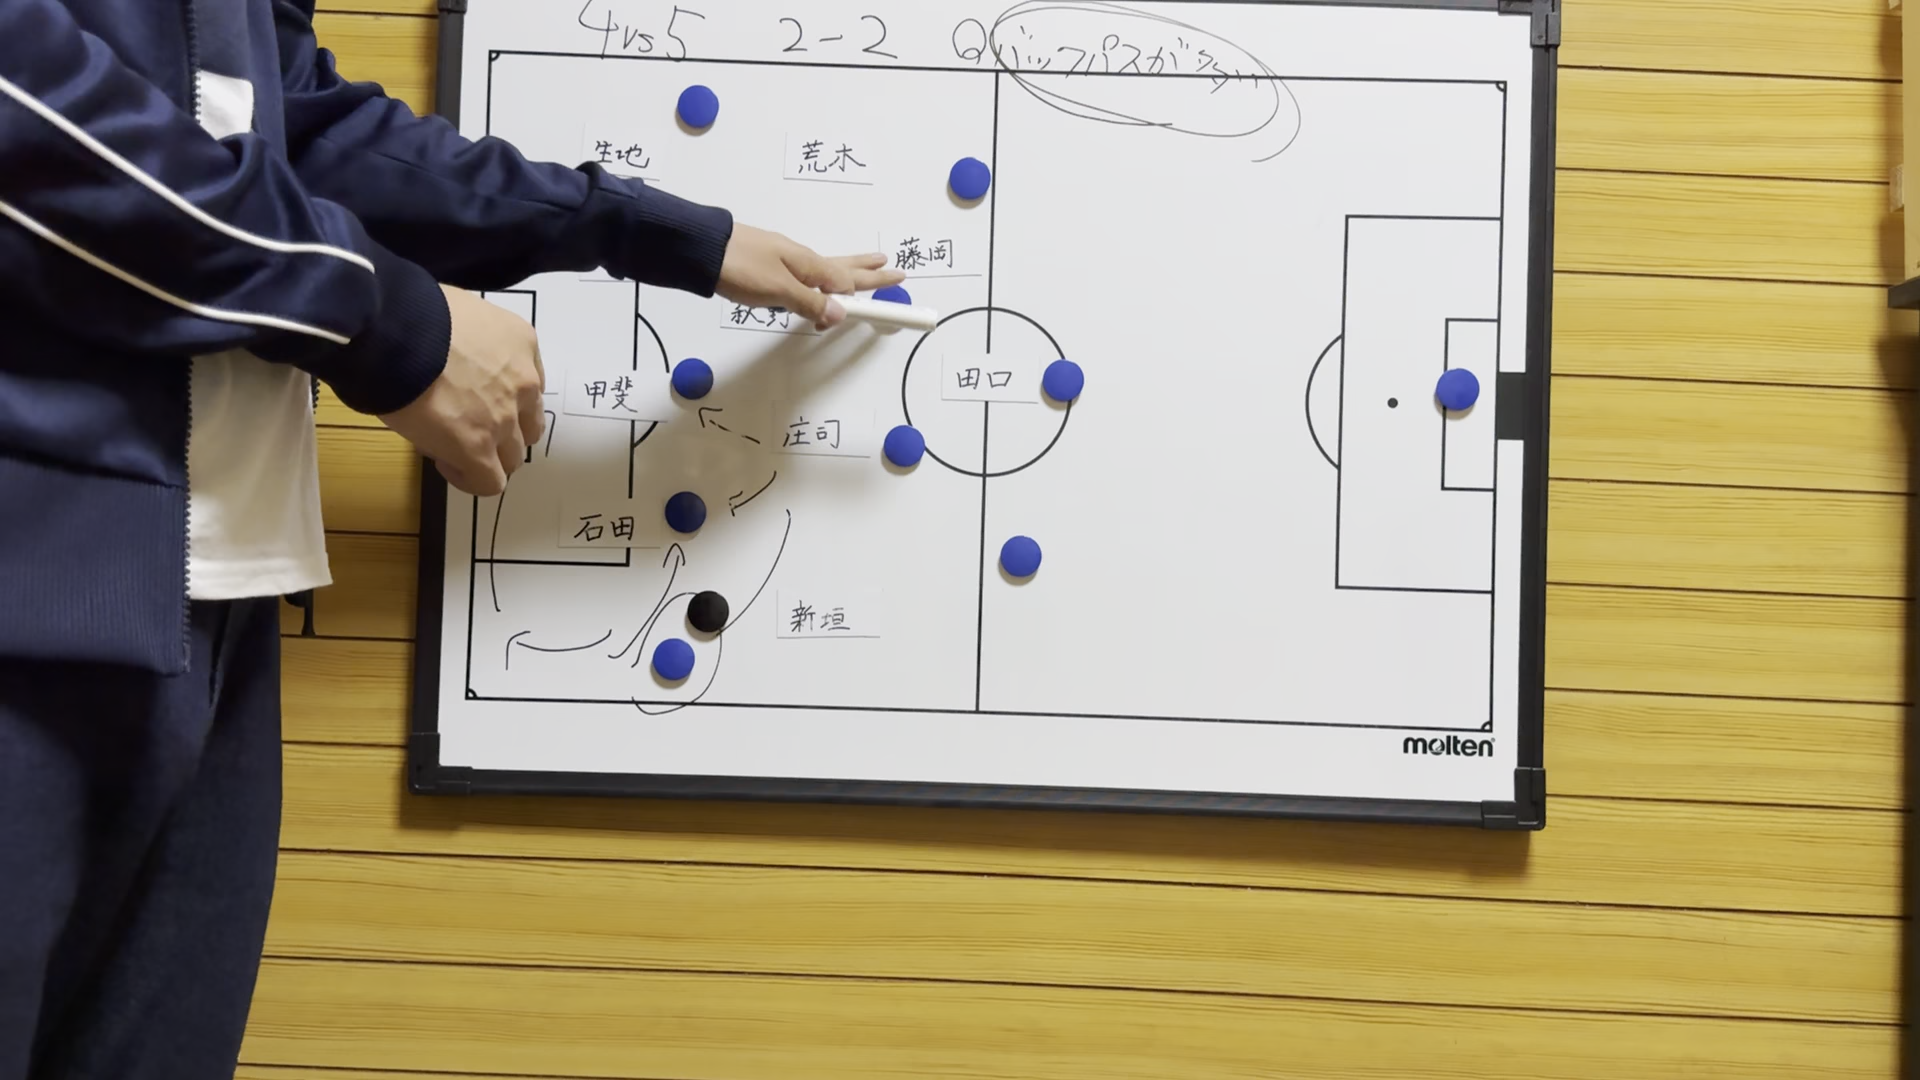 4vs5 2-2 Q バックパスが多い
生地
荒木
藤岡
秋野
甲斐
田口
庄司
石田
新垣
molten